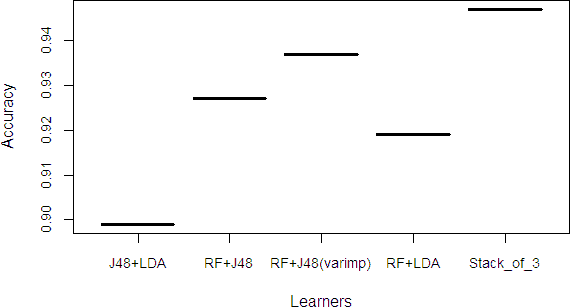 Accuracy
0.94
0.93
0.92
0.91
0.90
J48+LDA RF+J48 RF+J48(varimp) RF+LDA Stack_of_3
Learners